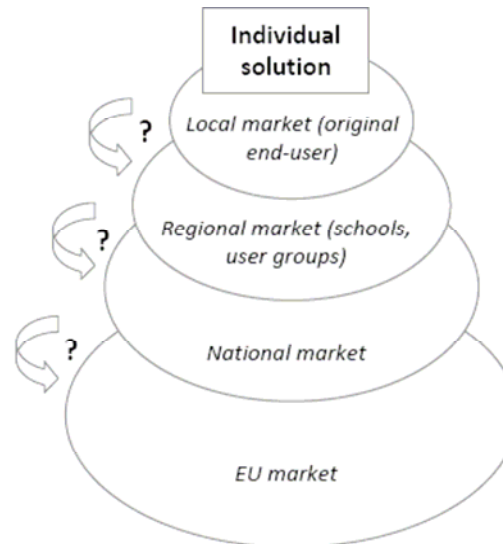 Individual
solution
Local market (original
end-user)
?
Regional market (schools,
user groups)
?
National market
?
EU market